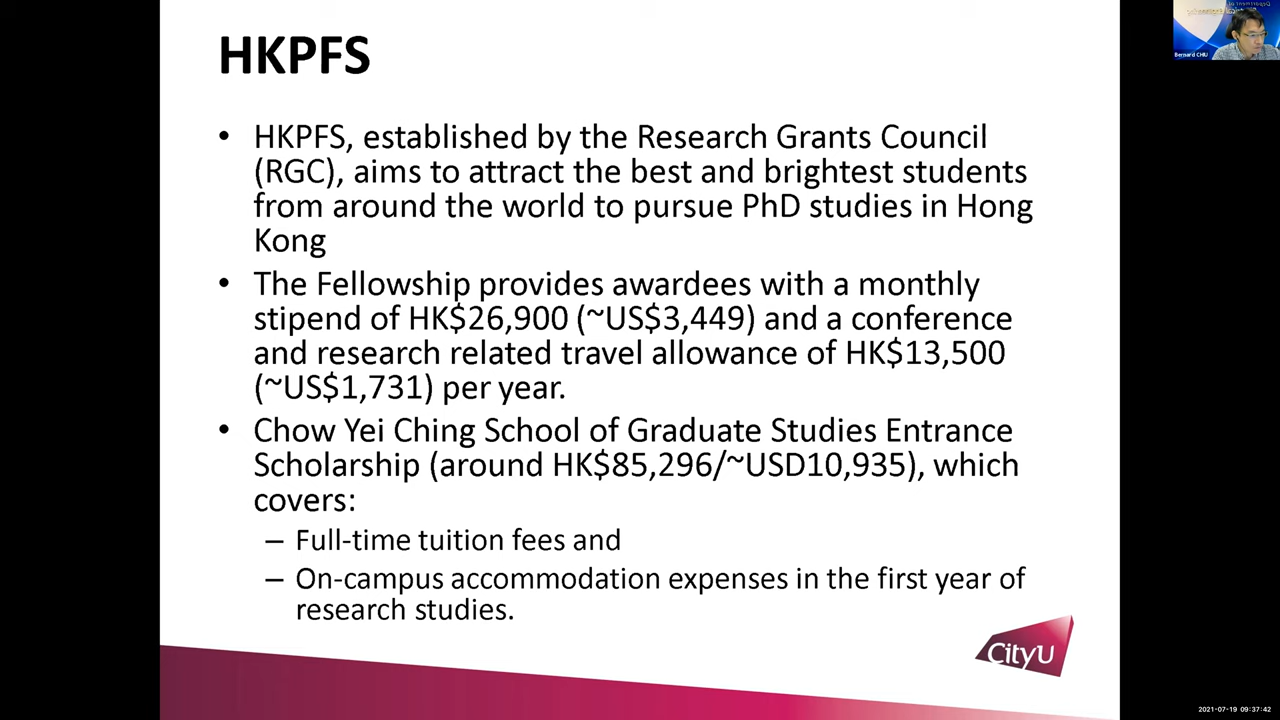 HKPFS
• HKPFS, established by the Research Grants Council
(RGC), aims to attract the best and brightest students
from around the world to pursue PhD studies in Hong
Kong
• The Fellowship provides awardees with a monthly
stipend of HK$26,900 (~US$3,449) and a conference
and research related travel allowance of HK$13,500
(~US$1,731) per year.
• Chow Yei Ching School of Graduate Studies Entrance
Scholarship (around HK$85,296/~USD10,935), which
covers:
– Full-time tuition fees and
– On-campus accommodation expenses in the first year of
research studies.
CityU
Bernard CHIU
2021-07-19 09:37:42